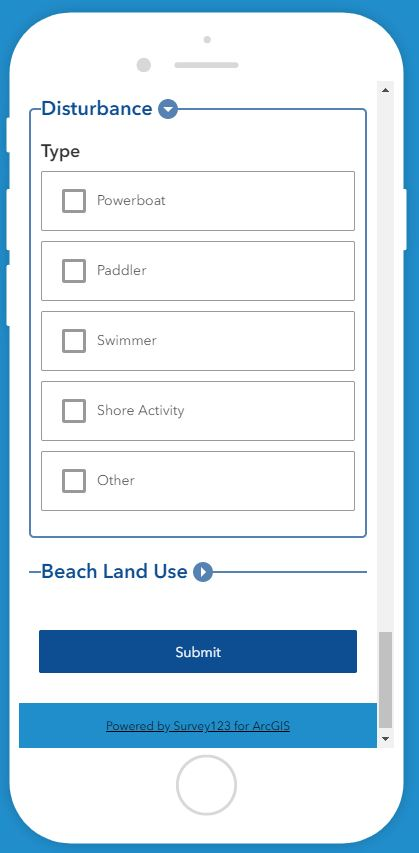 Disturbance
Type
Powerboat
Paddler
Swimmer
Shore Activity
Other
Beach Land Use
Submit
Powered by Survey123 for ArcGIS